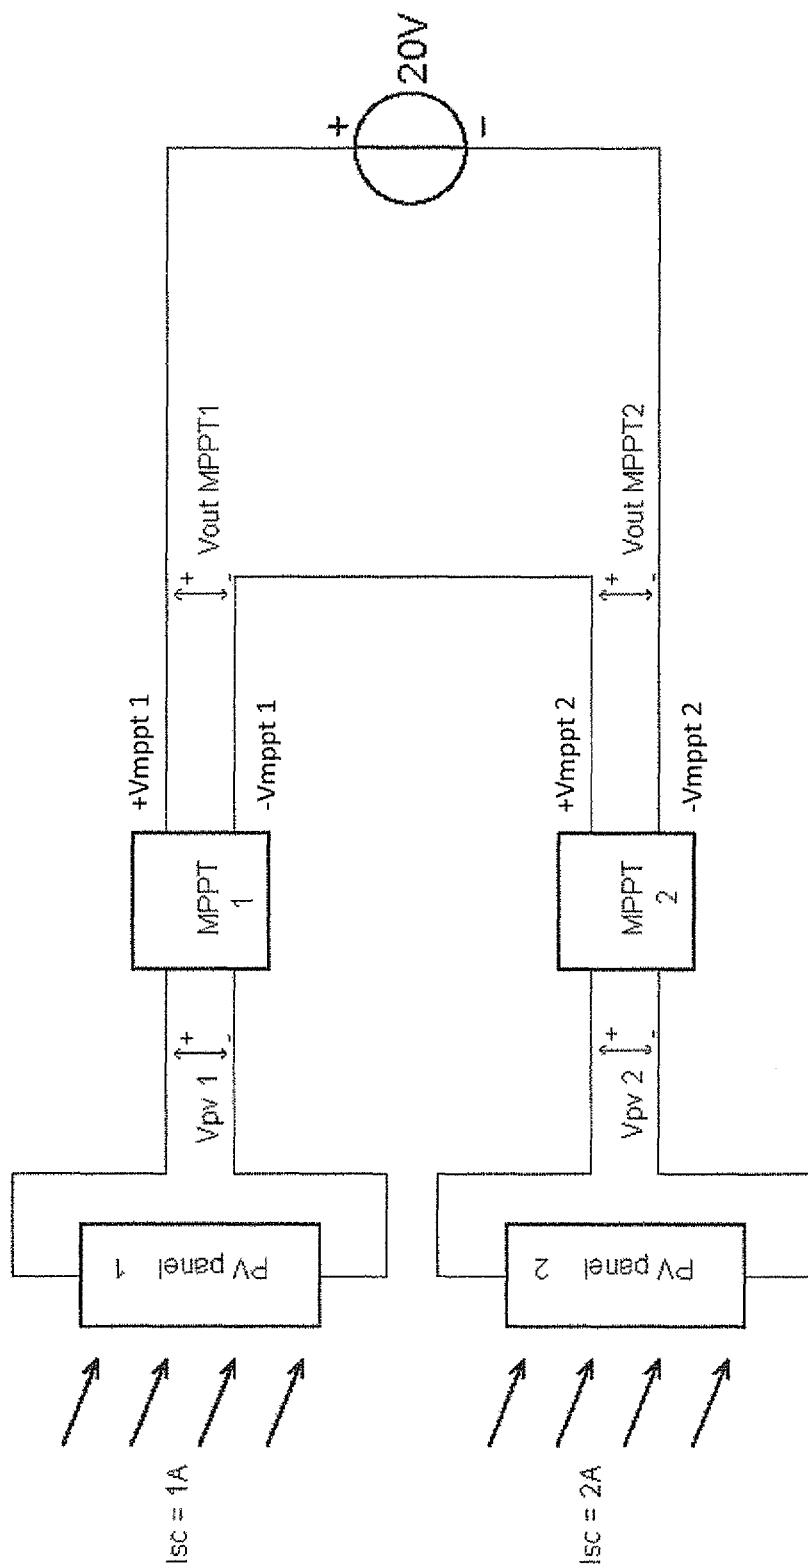 +
20V
-
+
Vout MPPT1
-
+
Vout MPPT2
-
+Vmppt 1
-Vmppt 1
+Vmppt 2
-Vmppt 2
MPPT
1
MPPT
2
+
Vpv 1
-
+
Vpv 2
-
PV panel
1
PV panel
2
Isc = 1A
Isc = 2A